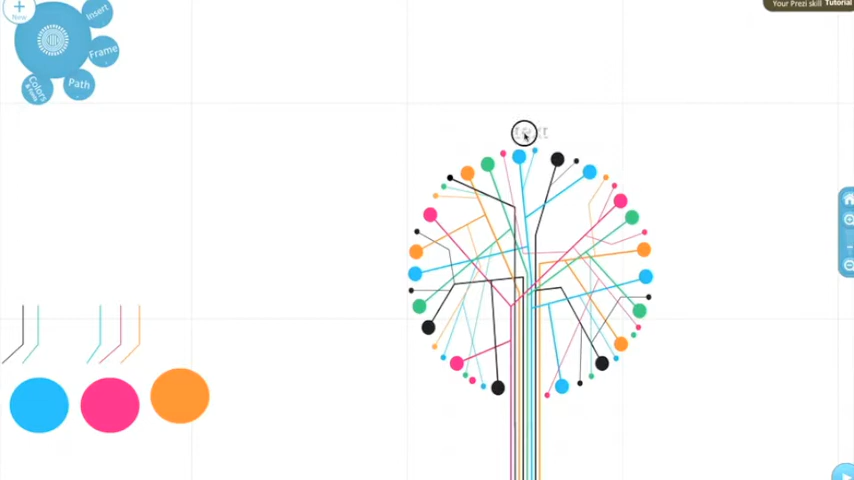 New
Insert
Frame
Path
Colors
& Fonts
Your Prezi skill Tutorial